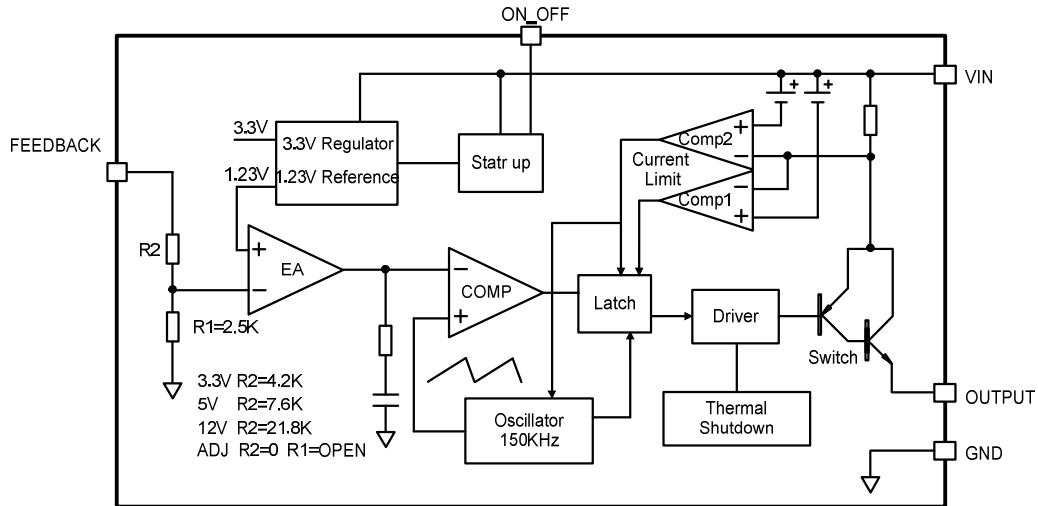 ON_OFF
VIN
FEEDBACK
3.3V
3.3V Regulator
1.23V
1.23V Reference
Statr up
Comp2
+
−
Current
Limit
Comp1
−
+
+
+
R2
+
−
EA
−
+
COMP
Latch
Driver
Switch
R1=2.5K
3.3V R2=4.2K
5V R2=7.6K
12V R2=21.8K
ADJ R2=0 R1=OPEN
Oscillator
150KHz
Thermal
Shutdown
OUTPUT
GND